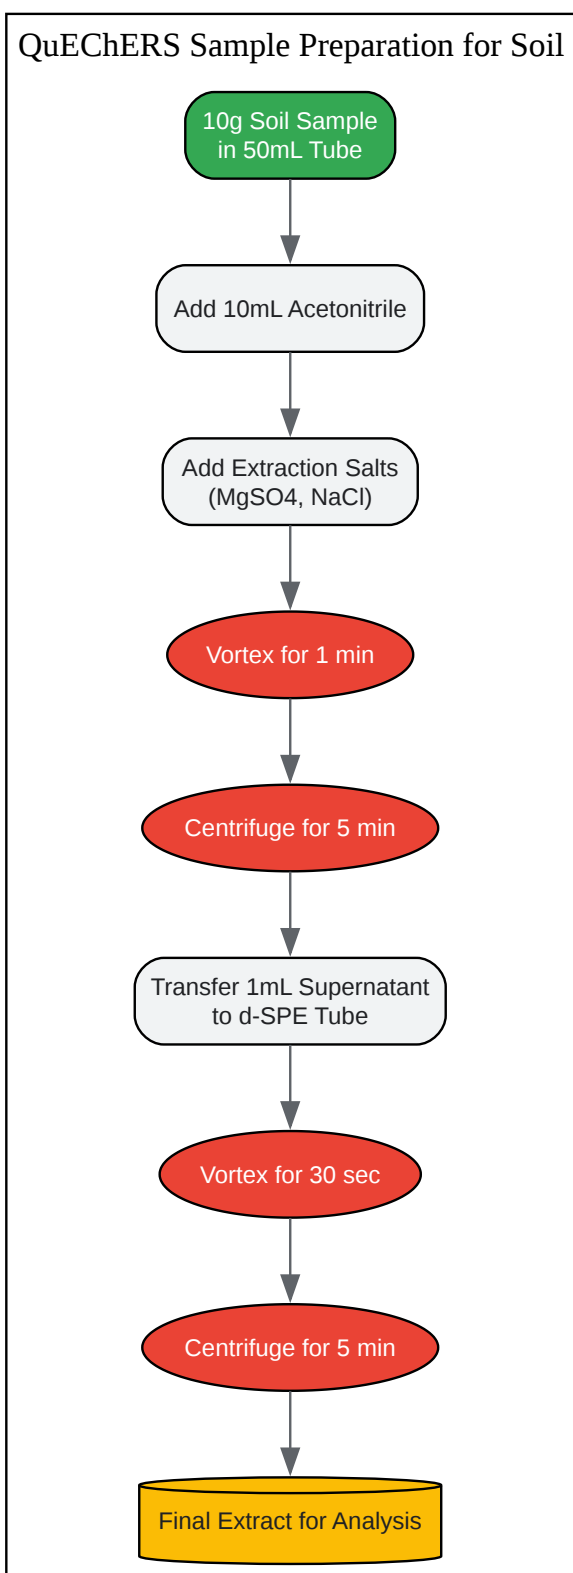 QuEChERS Sample Preparation for Soil
10g Soil Sample
in 50mL Tube
Add 10mL Acetonitrile
Add Extraction Salts
(MgSO4, NaCl)
Vortex for 1 min
Centrifuge for 5 min
Transfer 1mL Supernatant
to d-SPE Tube
Vortex for 30 sec
Centrifuge for 5 min
Final Extract for Analysis